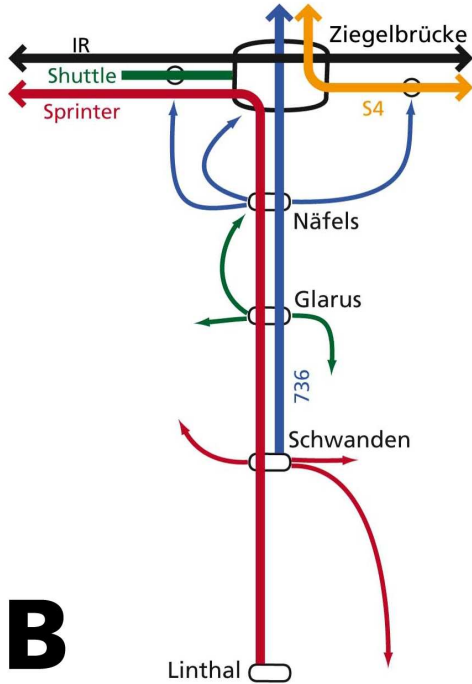 IR
Ziegelbrücke
Shuttle
Sprinter
S4
Näfels
Glarus
736
Schwanden
B
Linthal